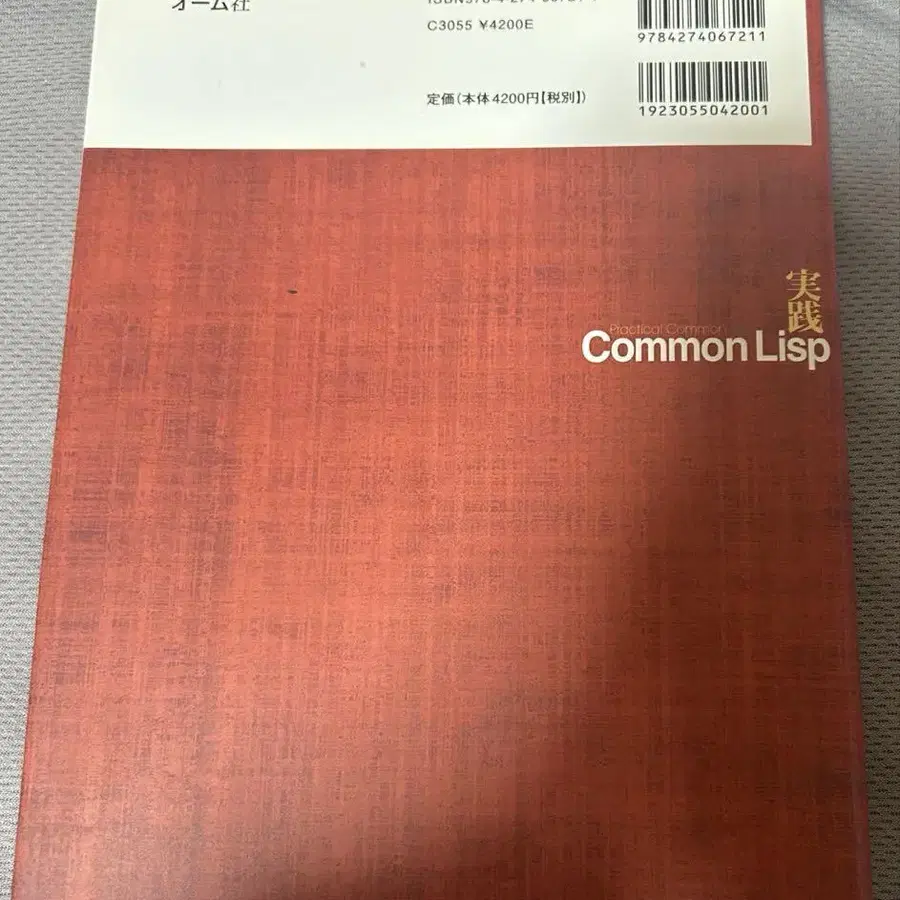 オーム社
C3055 ¥4200E
9784274067211
定価(本体4200円【税別】)
1923055042001
実践
Practical Common
Common Lisp